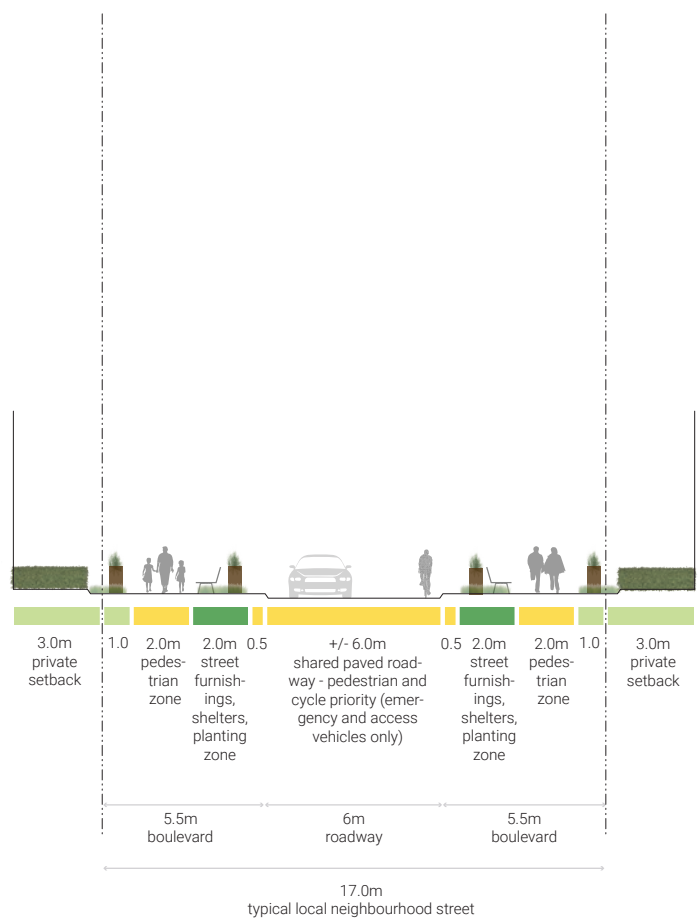 3.0m
private
setback
1.0
2.0m
pedes-
trian
zone
2.0m
street
furnish-
ings,
shelters,
planting
zone
0.5
+/- 6.0m
shared paved road-
way - pedestrian and
cycle priority (emer-
gency and access
vehicles only)
0.5
2.0m
street
furnish-
ings,
shelters,
planting
zone
2.0m
pedes-
trian
zone
1.0
3.0m
private
setback
5.5m
boulevard
6m
roadway
5.5m
boulevard
17.0m
typical local neighbourhood street